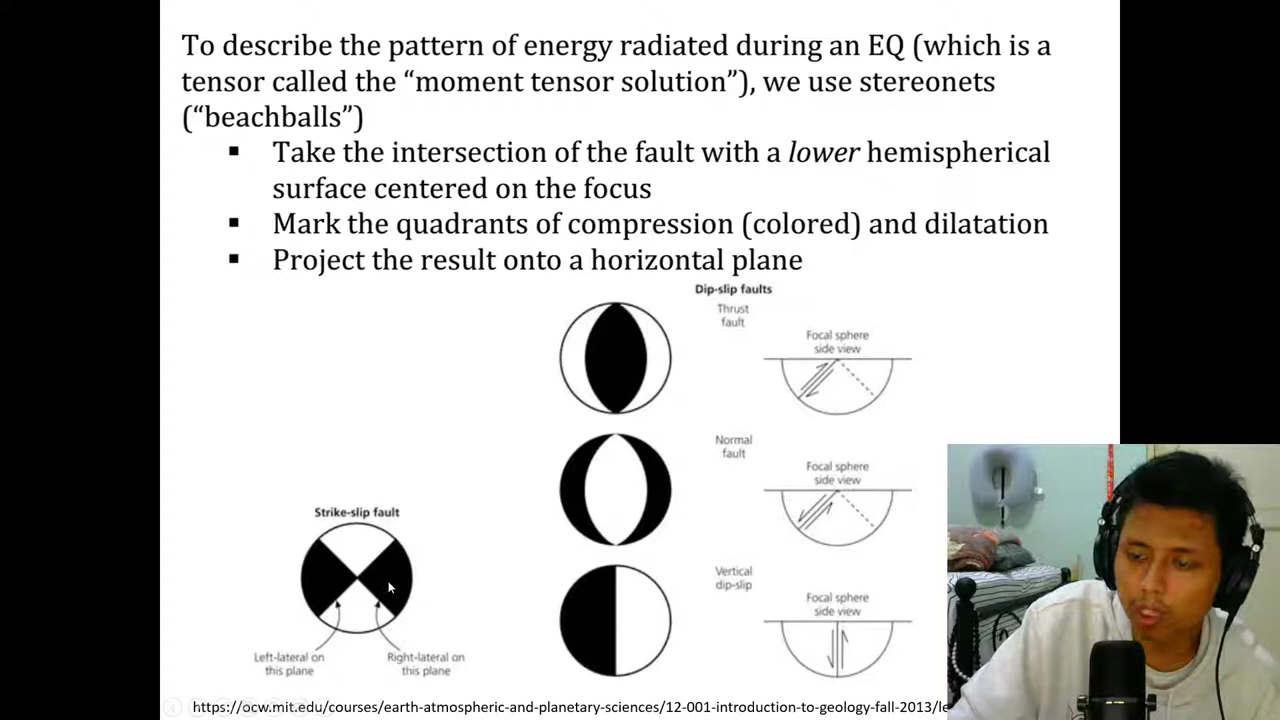 To describe the pattern of energy radiated during an EQ (which is a
tensor called the “moment tensor solution”), we use stereonets
(“beachballs”)
▪ Take the intersection of the fault with a lower hemispherical
surface centered on the focus
▪ Mark the quadrants of compression (colored) and dilatation
▪ Project the result onto a horizontal plane
Dip-slip faults
Thrust
fault
Focal sphere
side view
Normal
fault
Focal sphere
side view
Strike-slip fault
Vertical
dip-slip
Focal sphere
side view
Left-lateral on
this plane
Right-lateral on
this plane
https://ocw.mit.edu/courses/earth-atmospheric-and-planetary-sciences/12-001-introduction-to-geology-fall-2013/le